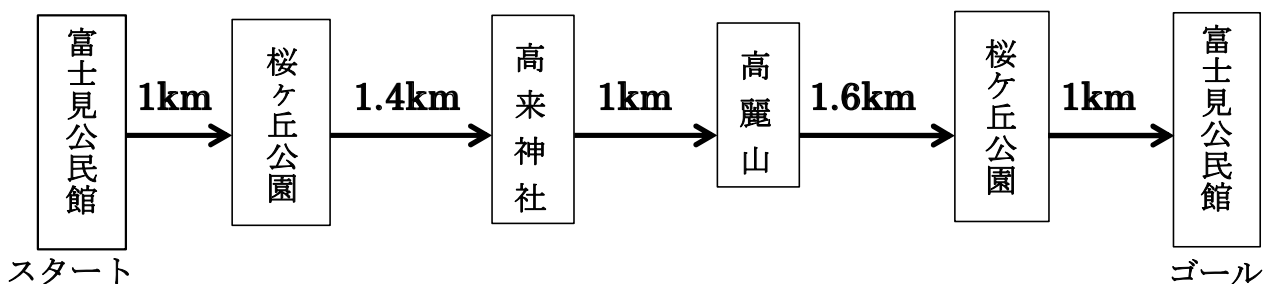 富士見公民館
1km
桜ヶ丘公園
1.4km
高来神社
1km
高麗山
1.6km
桜ケ丘公園
1km
富士見公民館
スタート
ゴール